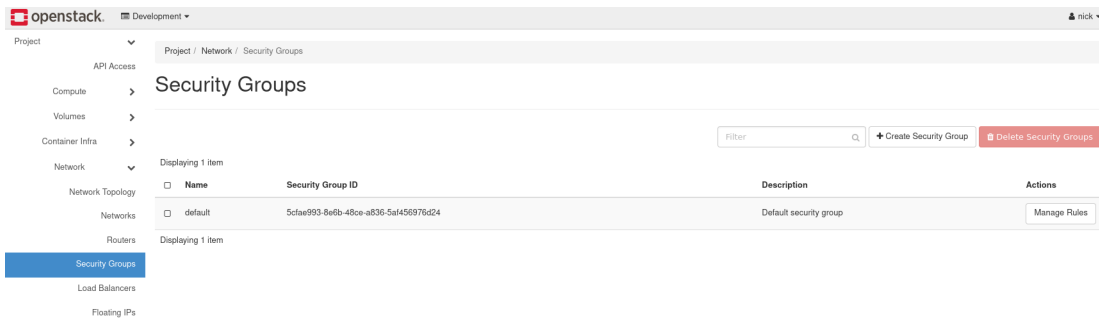 openstack. Development nick
Project
API Access
Compute
Volumes
Container Infra
Network
Network Topology
Networks
Routers
Security Groups
Load Balancers
Floating IPs
Project / Network / Security Groups
Security Groups
Filter + Create Security Group Delete Security Groups
Displaying 1 item
Name Security Group ID Description Actions
default 5cfae993-8e6b-48ce-a836-5af456976d24 Default security group Manage Rules
Displaying 1 item